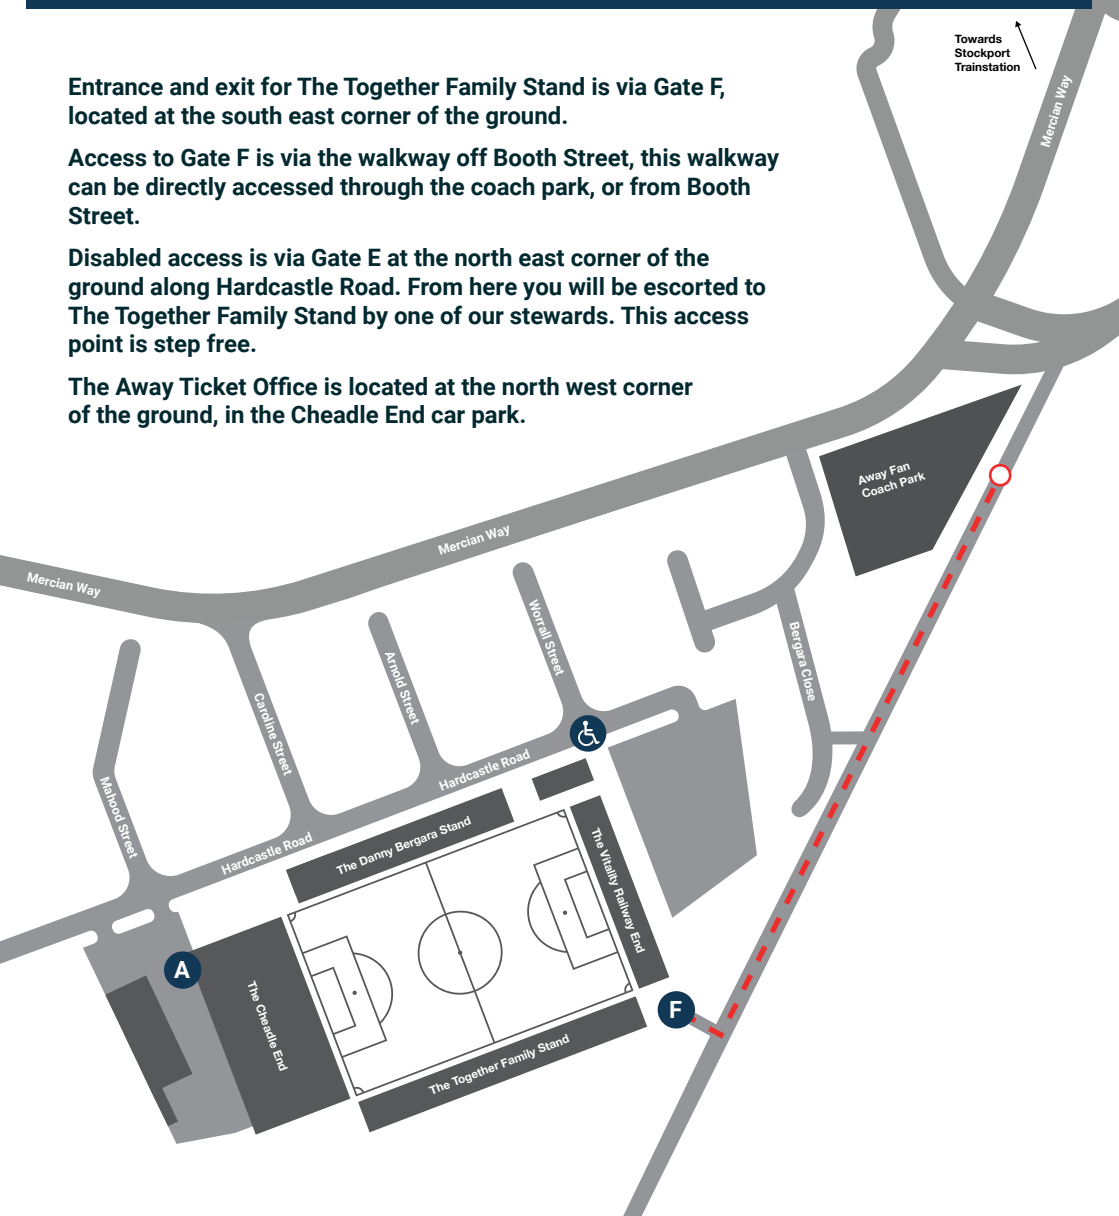 Entrance and exit for The Together Family Stand is via Gate F,
located at the south east corner of the ground.
Access to Gate F is via the walkway off Booth Street, this walkway
can be directly accessed through the coach park, or from Booth
Street.
Disabled access is via Gate E at the north east corner of the
ground along Hardcastle Road. From here you will be escorted to
The Together Family Stand by one of our stewards. This access
point is step free.
The Away Ticket Office is located at the north west corner
of the ground, in the Cheadle End car park.
Towards
Stockport
Trainstation
Mercian Way
Away Fan
Coach Park
Mercian Way
Mercian Way
Worrall Street
Bergara Close
Arnold Street
Caroline Street
Mahood Street
Hardcastle Road
Hardcastle Road
The Danny Bergara Stand
The Vitality Railway End
A
The Cheadle End
F
The Together Family Stand